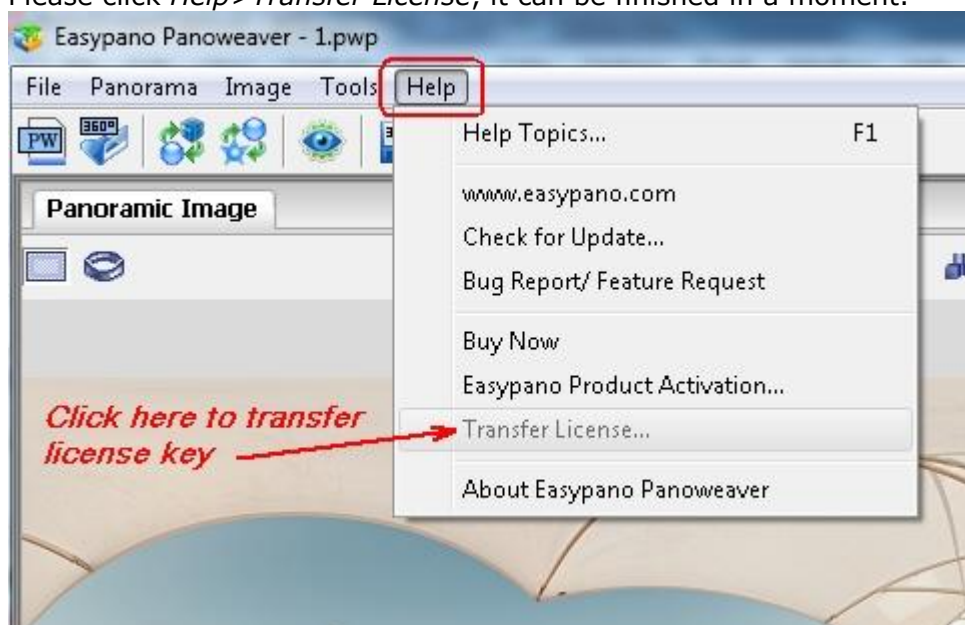 Please click Help>Transfer License, it can be finished in a moment.
Easypano Panoweaver - 1.pwp
File Panorama Image Tools Help
PW 360°
Help Topics... F1
Panoramic Image
www.easypano.com
Check for Update...
Bug Report/ Feature Request
Buy Now
Easypano Product Activation...
Click here to transfer
license key
Transfer License...
About Easypano Panoweaver